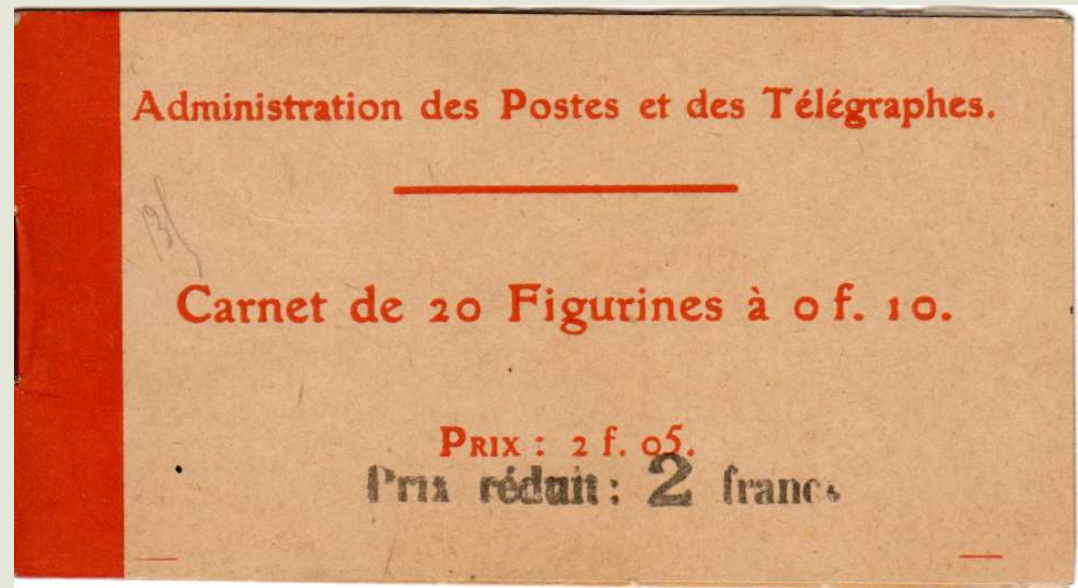 Administration des Postes et des Télégraphes.
Carnet de 20 Figurines à 0 f. 10.
PRIX : 2 f. 05.
Prix réduit: 2 francs